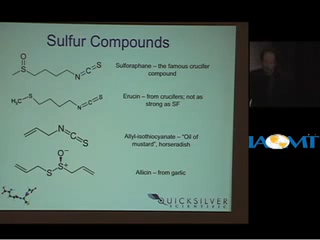 Sulfur Compounds
O
S
N=C=S
Sulforaphane – the famous crucifer
compound
H₃C
S
N=C=S
Erucin – from crucifers; not as
strong as SF
N=C=S
Allyl-isothiocyanate – "Oil of
mustard", horseradish
O⁻
S
S⁺
Allicin – from garlic
QUICKSILVER
SCIENTIFIC
IAOMT